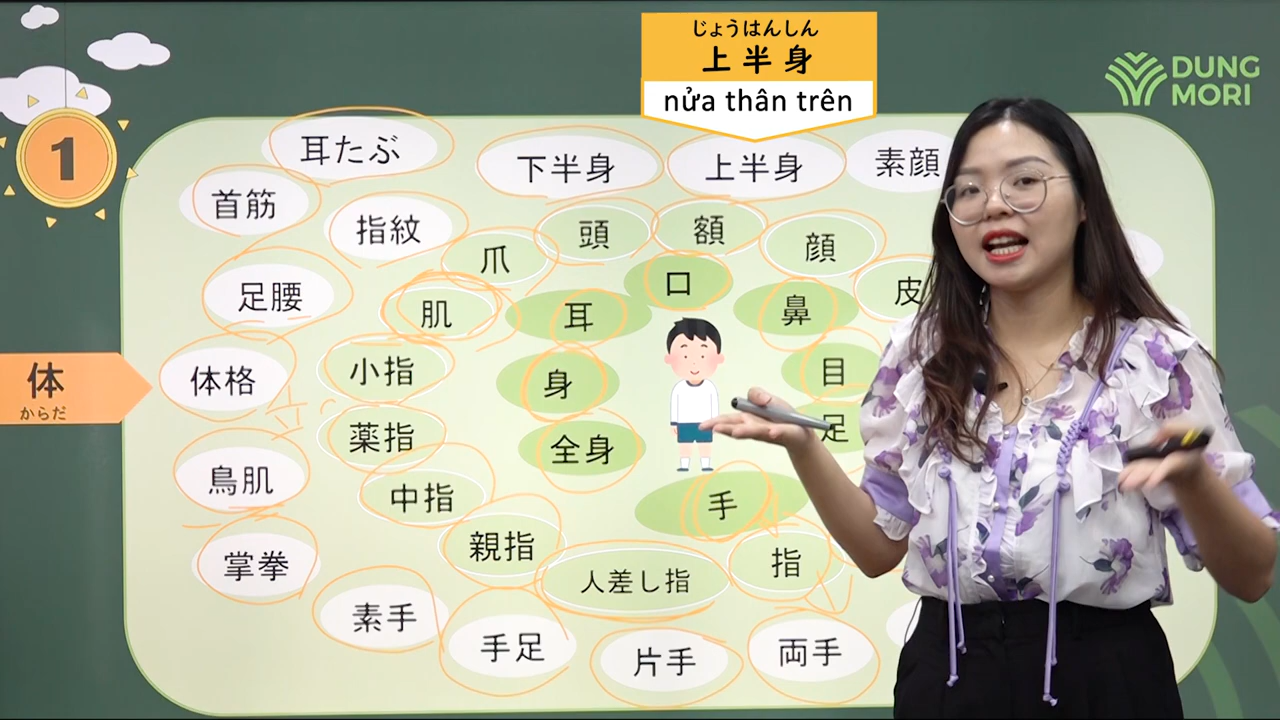 じょうはんしん
上半身
nửa thân trên
DUNG
MORI
1
耳たぶ
下半身
上半身
素顔
首筋
指紋
爪
頭
額
顔
口
足腰
肌
耳
鼻
皮
体
からだ
体格
小指
身
目
薬指
全身
足
鳥肌
中指
手
掌拳
親指
人差し指
指
素手
手足
片手
両手